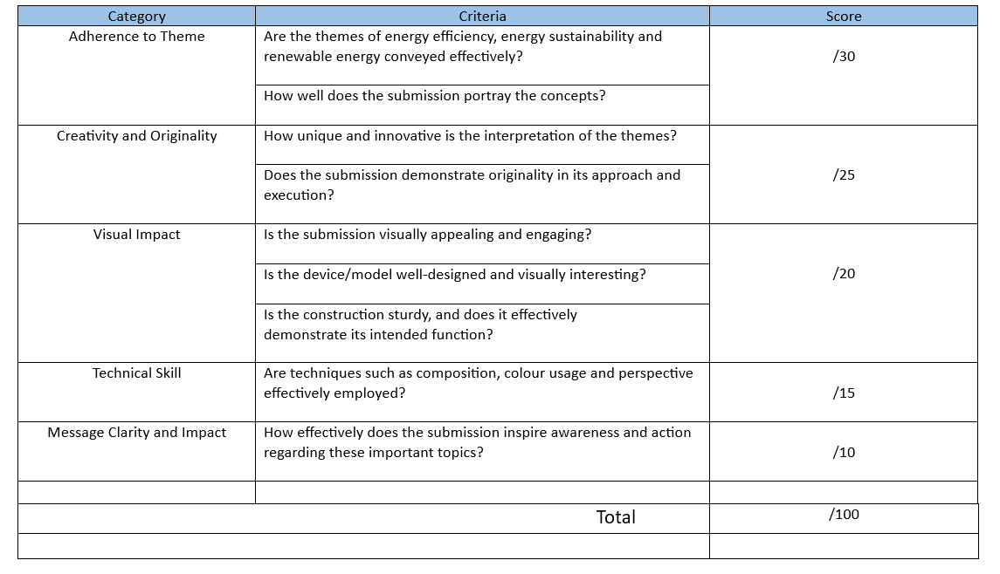 Category Criteria Score
Adherence to Theme
Are the themes of energy efficiency, energy sustainability and
renewable energy conveyed effectively?
/30
How well does the submission portray the concepts?
Creativity and Originality
How unique and innovative is the interpretation of the themes?
Does the submission demonstrate originality in its approach and
execution?
/25
Visual Impact
Is the submission visually appealing and engaging?
Is the device/model well-designed and visually interesting?
/20
Is the construction sturdy, and does it effectively
demonstrate its intended function?
Technical Skill
Are techniques such as composition, colour usage and perspective
effectively employed?
/15
Message Clarity and Impact
How effectively does the submission inspire awareness and action
regarding these important topics?
/10
Total /100